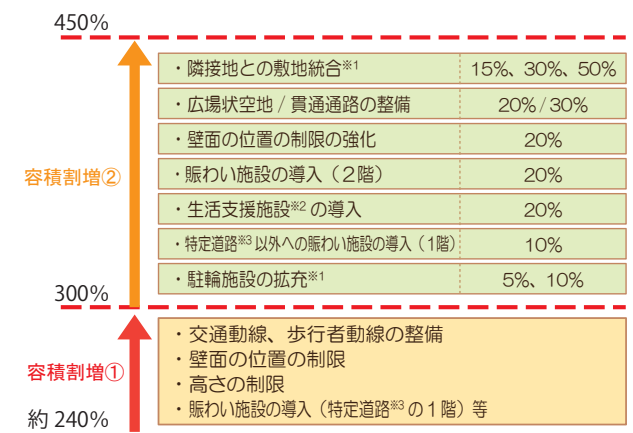 450%
・隣接地との敷地統合※1 15%、30%、50%
・広場状空地 / 貫通通路の整備 20% / 30%
・壁面の位置の制限の強化 20%
・賑わい施設の導入（２階） 20%
容積割増②
・生活支援施設※2 の導入 20%
・特定道路※3 以外への賑わい施設の導入（１階） 10%
・駐輪施設の拡充※1 5%、10%
300%
・交通動線、歩行者動線の整備
・壁面の位置の制限
容積割増①
・高さの制限
・賑わい施設の導入（特定道路※3 の１階）等
約 240%